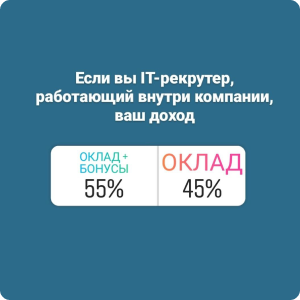 Если вы IT-рекрутер,
работающий внутри компании,
ваш доход
ОКЛАД +
БОНУСЫ
55%
ОКЛАД
45%